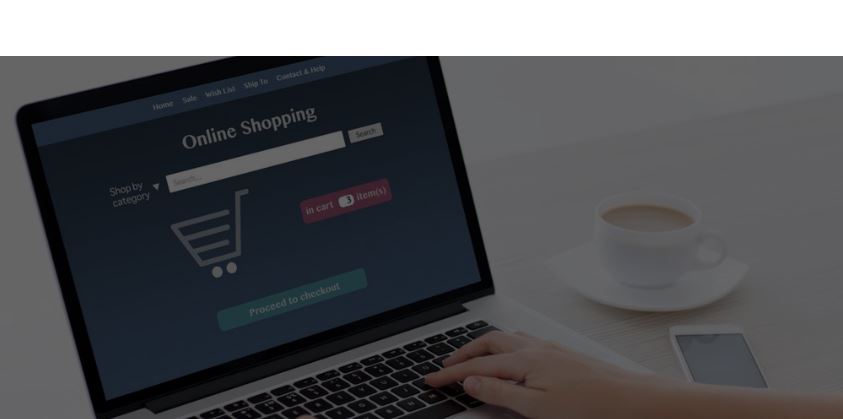 Home Sale Wish List Ship To Contact & Help
Online Shopping
Shop by
category ▼ Search... Search
in cart 3 item(s)
Proceed to checkout